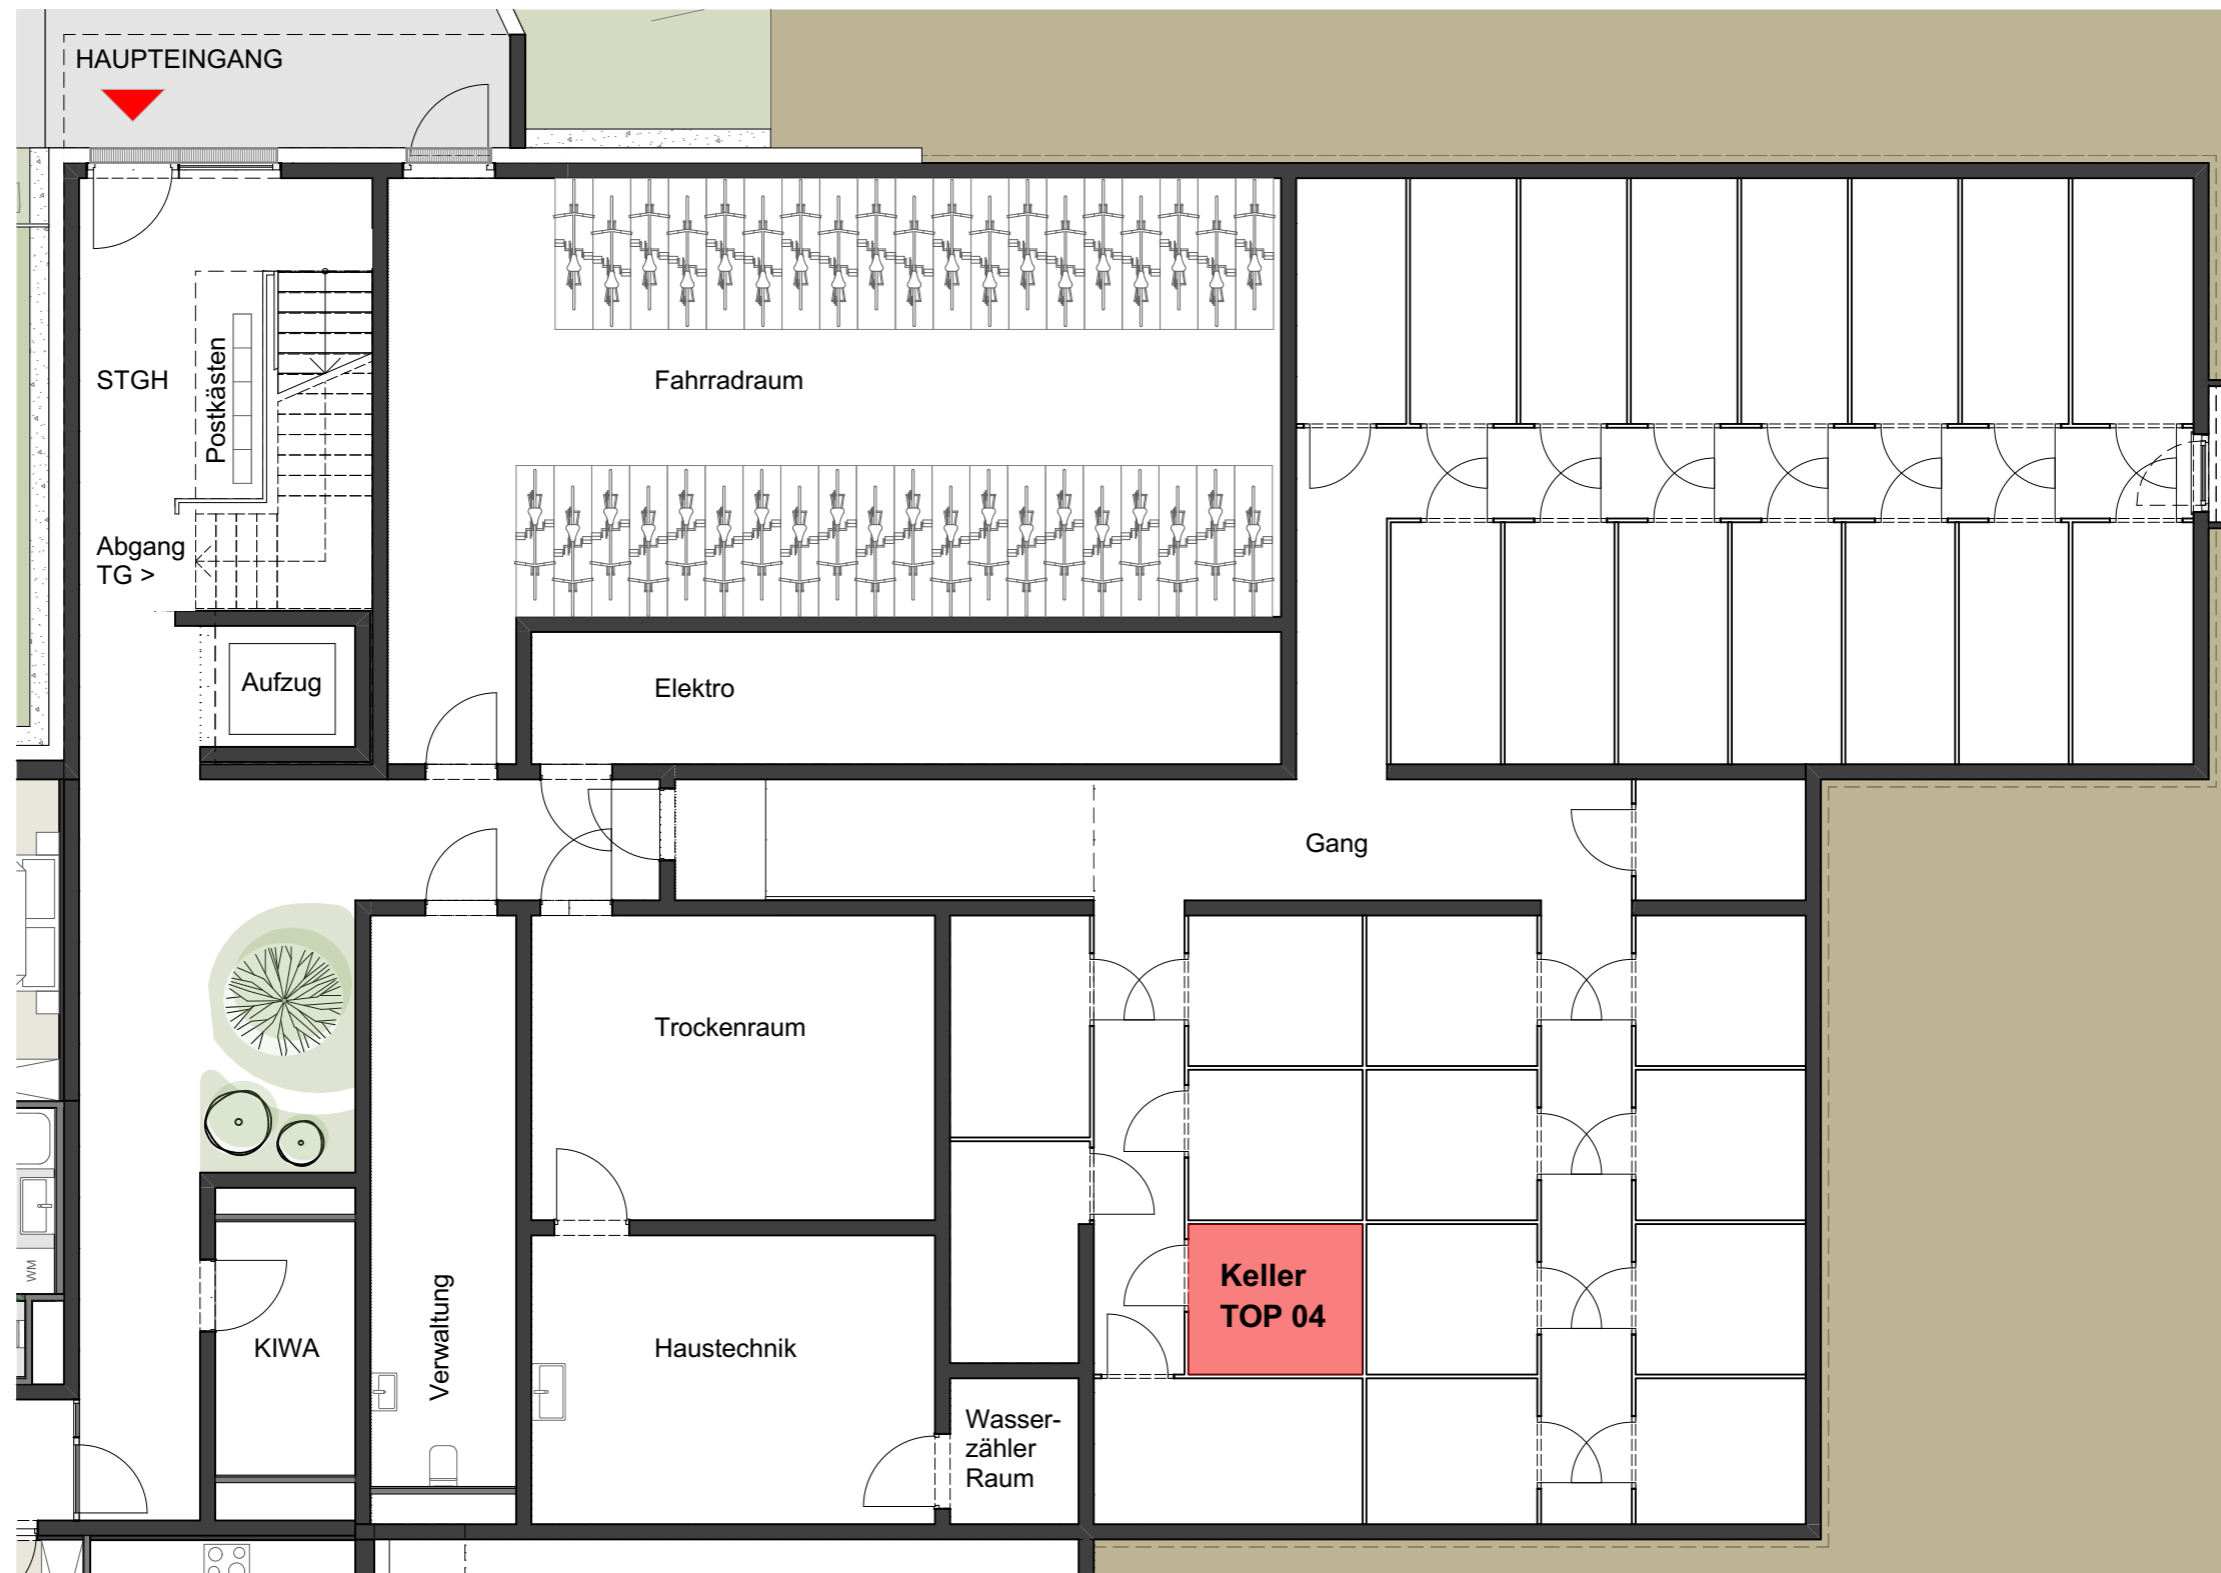 HAUPTEINGANG
STGH
Postkästen
Fahrradraum
Abgang
TG >
Aufzug
Elektro
Gang
Trockenraum
WM
KIWA
Verwaltung
Haustechnik
Wasser-
zähler
Raum
Keller
TOP 04